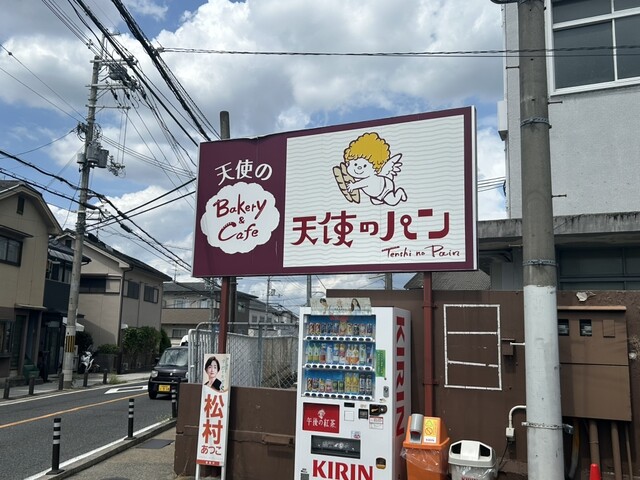 天使の
Bakery
&
Cafe
天使のパン
Tenshi no Pain
松村
あつこ
KIRIN
午後の紅茶
KIRIN